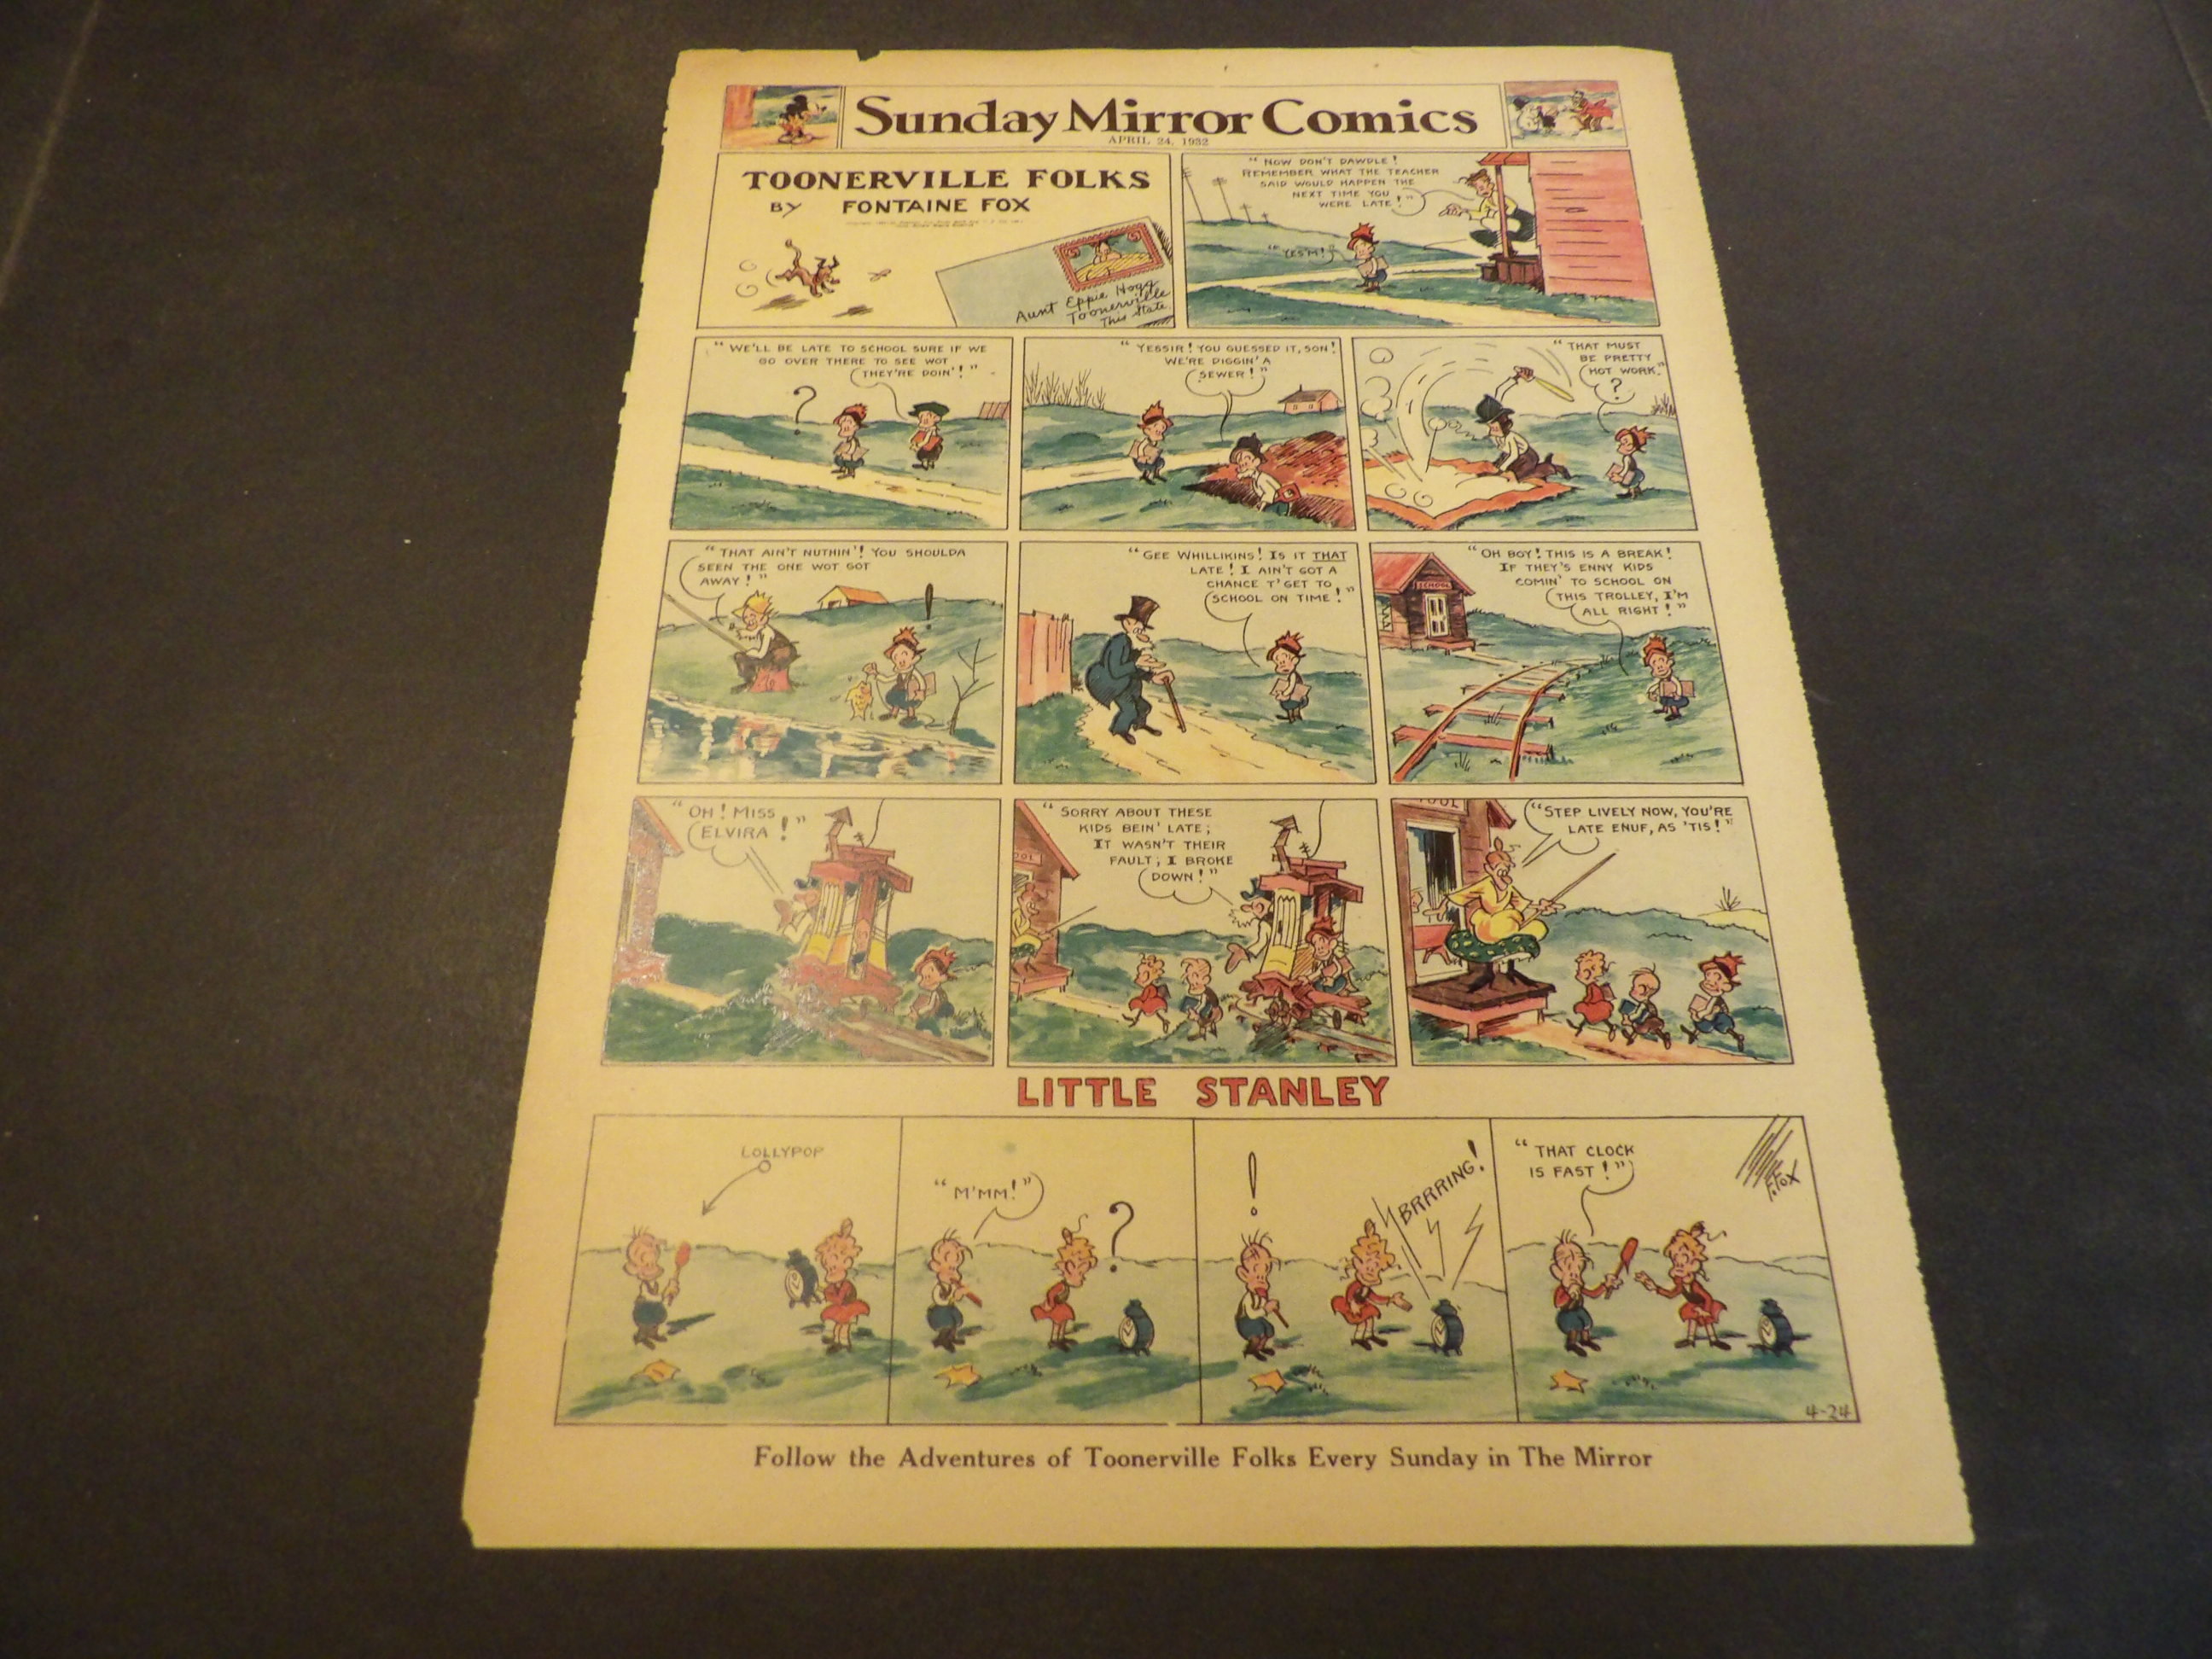 Sunday Mirror Comics
APRIL 24, 1932
TOONERVILLE FOLKS
BY FONTAINE FOX
Aunt Eppie Hogg
Toonerville
This State
"NOW DON'T DAWDLE!
REMEMBER WHAT THE TEACHER
SAID WOULD HAPPEN THE
NEXT TIME YOU
WERE LATE!"
"YES'M!"
"WE'LL BE LATE TO SCHOOL SURE IF WE
GO OVER THERE TO SEE WOT
THEY'RE DOIN'!"
?
"YESSIR! YOU GUESSED IT, SON!
WE'RE DIGGIN' A
SEWER!"
"THAT MUST
BE PRETTY
HOT WORK."
?
"THAT AIN'T NUTHIN'! YOU SHOULDA
SEEN THE ONE WOT GOT
AWAY!"
!
"GEE WHILLIKINS! IS IT THAT
LATE! I AIN'T GOT A
CHANCE T' GET TO
SCHOOL ON TIME!"
"OH BOY! THIS IS A BREAK!
IF THEY'S ENNY KIDS
COMIN' TO SCHOOL ON
THIS TROLLEY, I'M
ALL RIGHT!"
SCHOOL
"OH! MISS
ELVIRA!"
"SORRY ABOUT THESE
KIDS BEIN' LATE;
IT WASN'T THEIR
FAULT; I BROKE
DOWN!"
OOL
"STEP LIVELY NOW, YOU'RE
LATE ENUF, AS 'TIS!"
OOL
LITTLE STANLEY
LOLLYPOP
"M'MM!"
?
!
BRRRING!
"THAT CLOCK
IS FAST!"
F. FOX
4-24
Follow the Adventures of Toonerville Folks Every Sunday in The Mirror